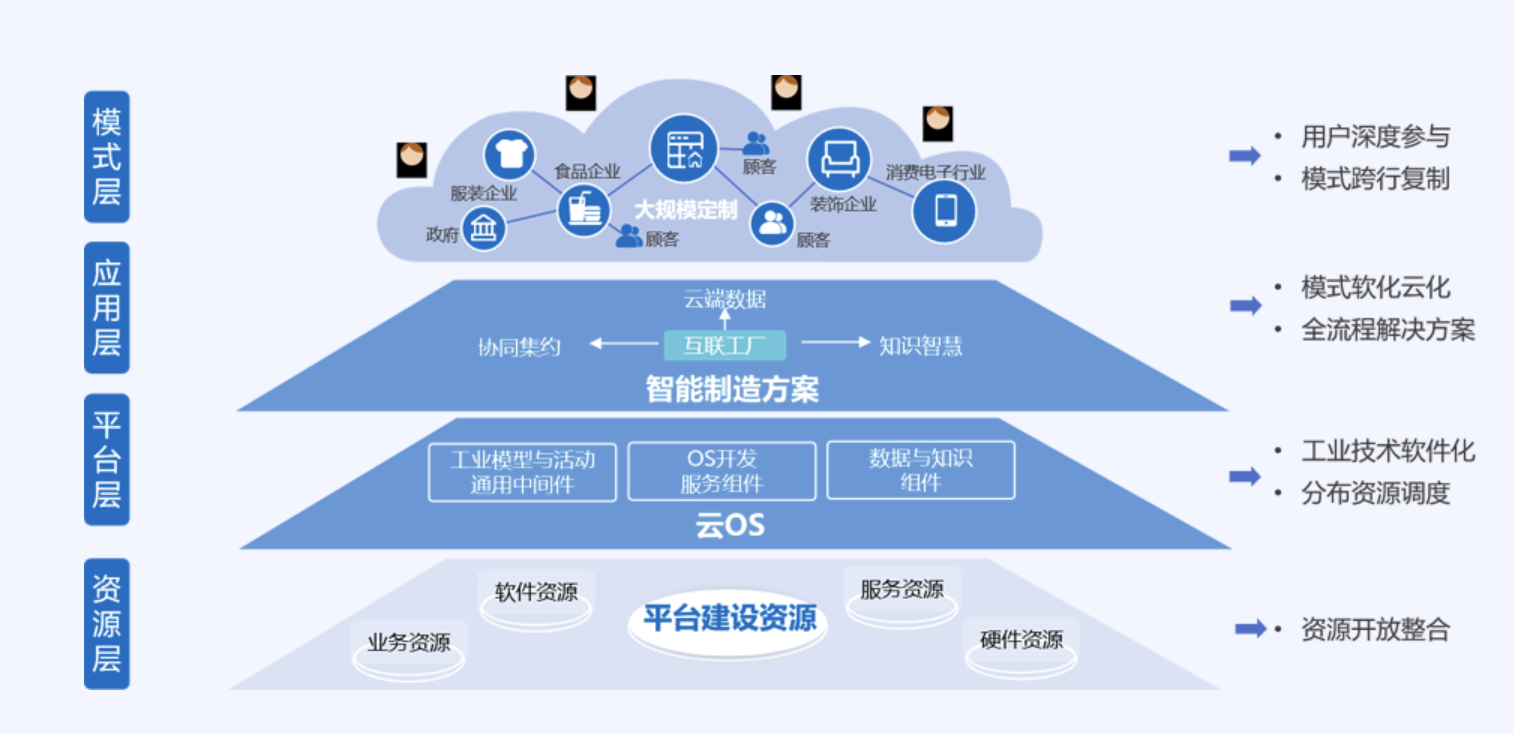 模式层
服装企业
政府
食品企业
大规模定制
顾客
顾客
装饰企业
顾客
消费电子行业
用户深度参与
模式跨行复制
应用层
云端数据
协同集约
互联工厂
知识智慧
智能制造方案
模式软化云化
全流程解决方案
平台层
工业模型与活动
通用中间件
OS开发
服务组件
数据与知识
组件
云OS
工业技术软件化
分布资源调度
资源层
业务资源
软件资源
平台建设资源
服务资源
硬件资源
资源开放整合